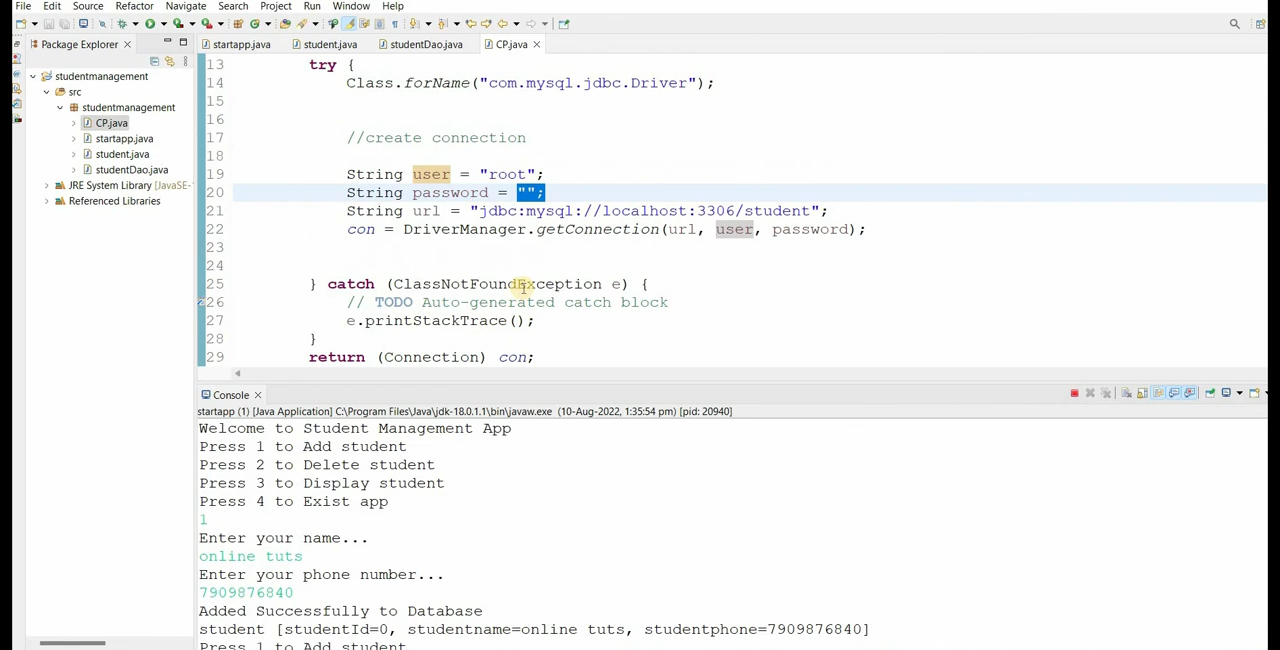 File Edit Source Refactor Navigate Search Project Run Window Help
Package Explorer
startapp.java student.java studentDao.java CP.java
studentmanagement
src
studentmanagement
CP.java
startapp.java
student.java
studentDao.java
JRE System Library [JavaSE-
Referenced Libraries
13 try {
14 Class.forName("com.mysql.jdbc.Driver");
15
16
17 //create connection
18
19 String user = "root";
20 String password = "";
21 String url = "jdbc:mysql://localhost:3306/student";
22 con = DriverManager.getConnection(url, user, password);
23
24
25 } catch (ClassNotFoundException e) {
26 // TODO Auto-generated catch block
27 e.printStackTrace();
28 }
29 return (Connection) con;
Console
startapp (1) [Java Application] C:\Program Files\Java\jdk-18.0.1.1\bin\javaw.exe (10-Aug-2022, 1:35:54 pm) [pid: 20940]
Welcome to Student Management App
Press 1 to Add student
Press 2 to Delete student
Press 3 to Display student
Press 4 to Exist app
1
Enter your name...
online tuts
Enter your phone number...
7909876840
Added Successfully to Database
student [studentId=0, studentname=online tuts, studentphone=7909876840]
Press 1 to Add student